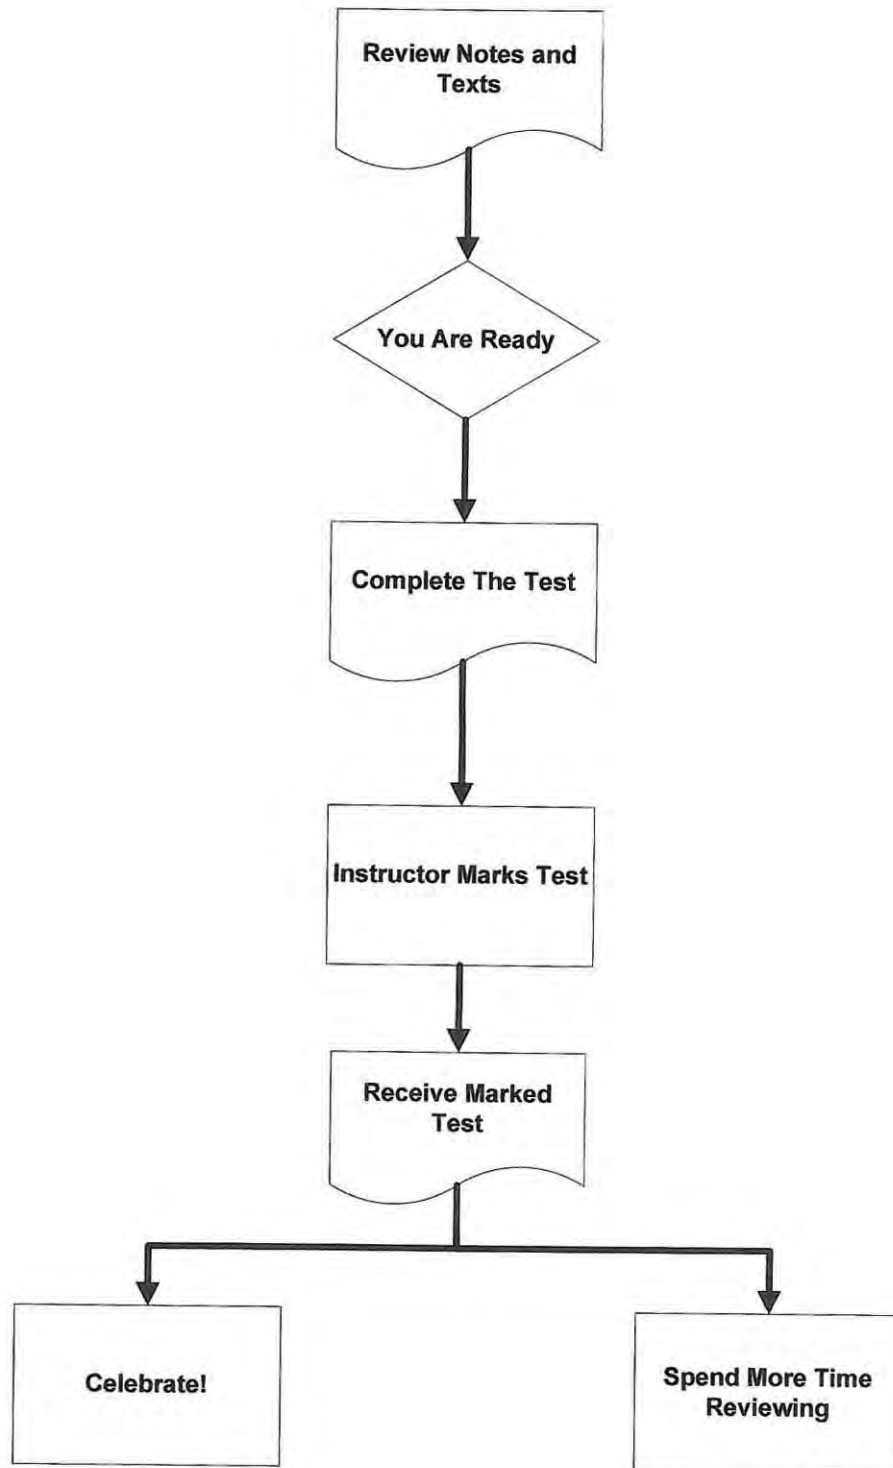 Review Notes and
Texts
You Are Ready
Complete The Test
Instructor Marks Test
Receive Marked
Test
Celebrate!
Spend More Time
Reviewing